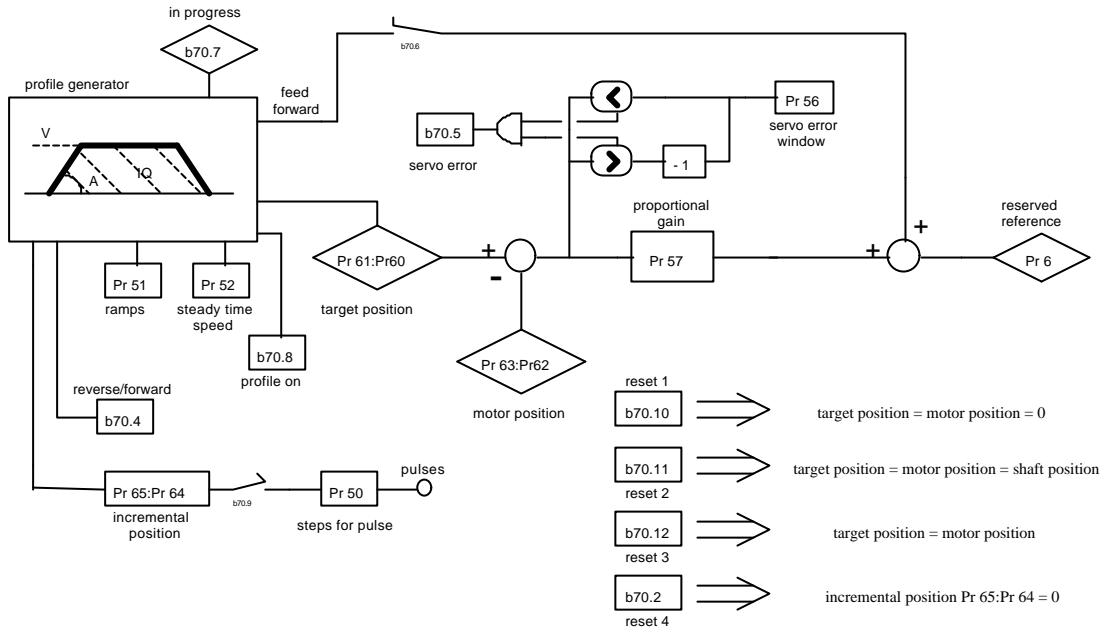 in progress
b70.7
b70.6
profile generator
feed
forward
V
A
IQ
b70.5
servo error
Pr 56
servo error
window
- 1
proportional
gain
Pr 57
reserved
reference
Pr 6
+
+
+
-
-
Pr 61:Pr60
target position
Pr 51
ramps
Pr 52
steady time
speed
b70.8
profile on
Pr 63:Pr62
motor position
reverse/forward
b70.4
Pr 65:Pr 64
incremental
position
b70.9
Pr 50
steps for pulse
pulses
reset 1
b70.10
target position = motor position = 0
b70.11
reset 2
target position = motor position = shaft position
b70.12
reset 3
target position = motor position
b70.2
reset 4
incremental position Pr 65:Pr 64 = 0